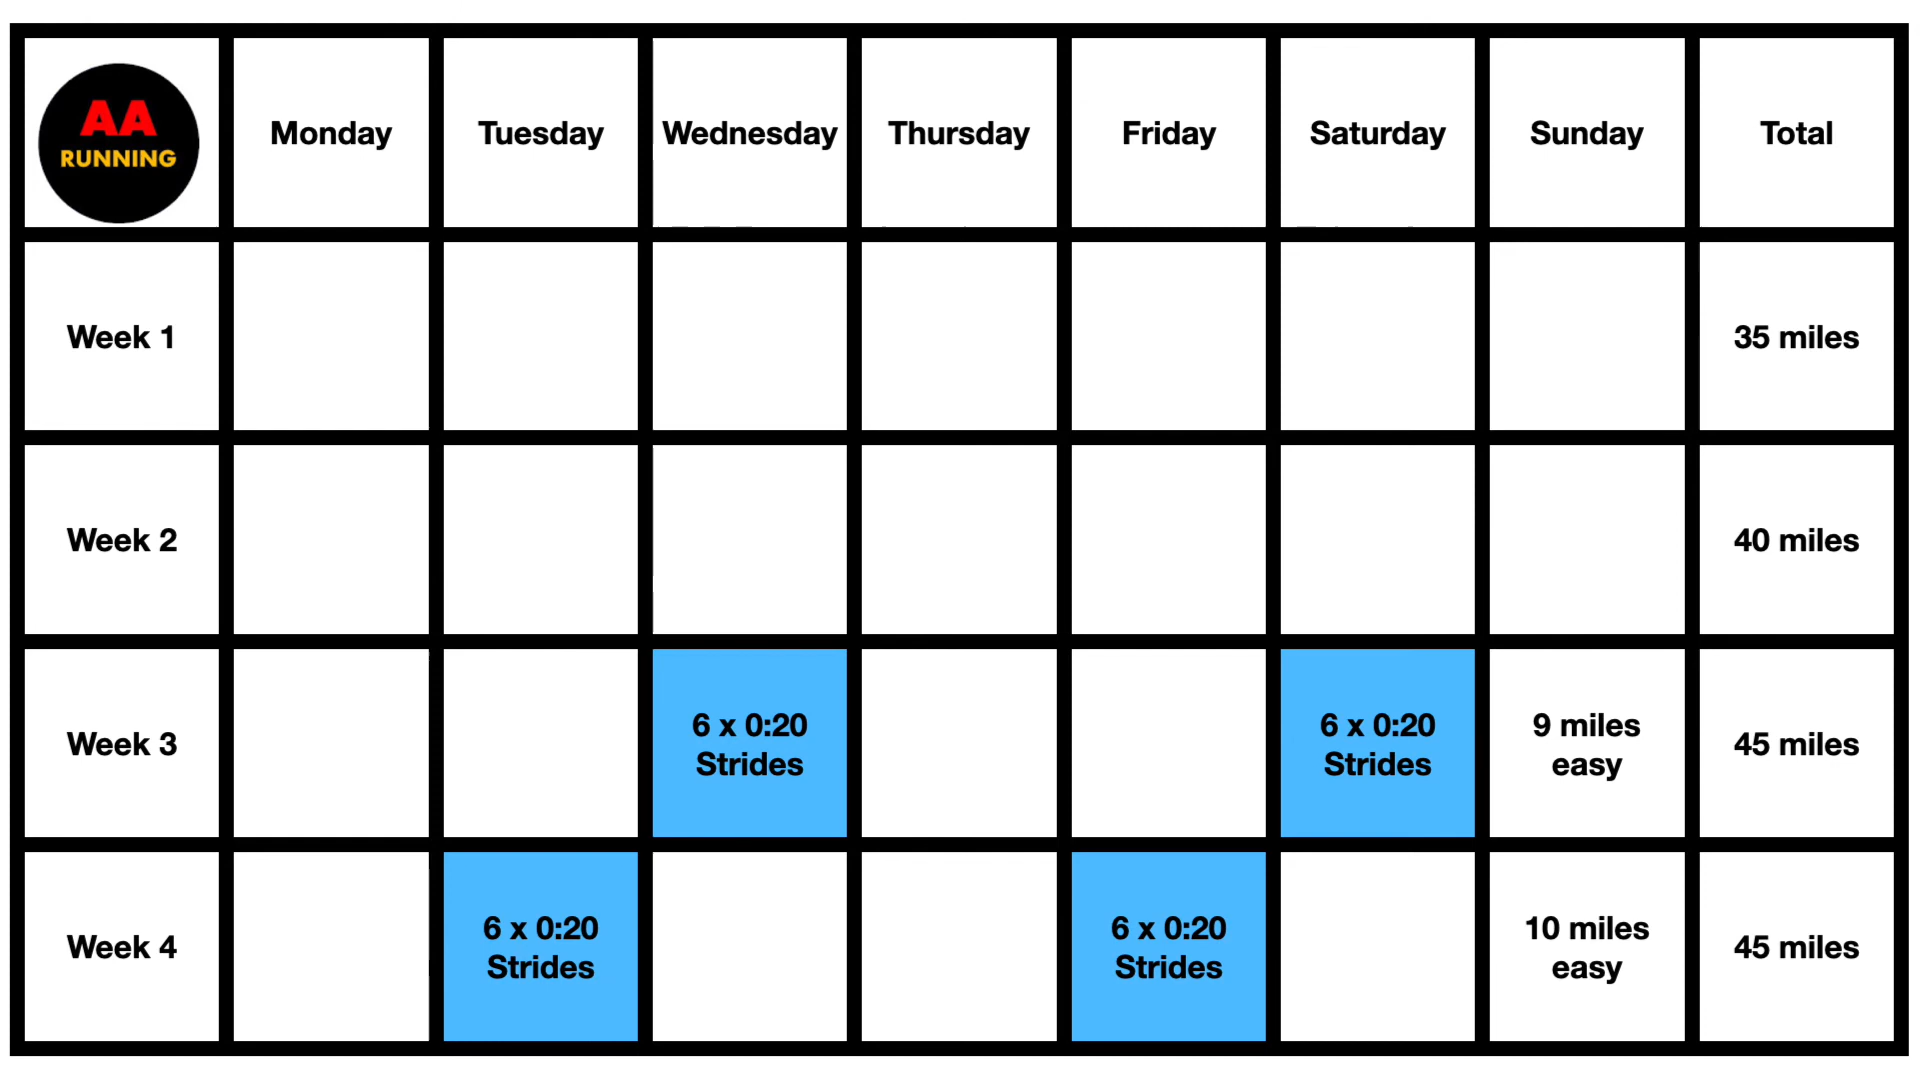 AA
RUNNING
Monday
Tuesday
Wednesday
Thursday
Friday
Saturday
Sunday
Total
Week 1
35 miles
Week 2
40 miles
Week 3
6 x 0:20
Strides
6 x 0:20
Strides
9 miles
easy
45 miles
Week 4
6 x 0:20
Strides
6 x 0:20
Strides
10 miles
easy
45 miles